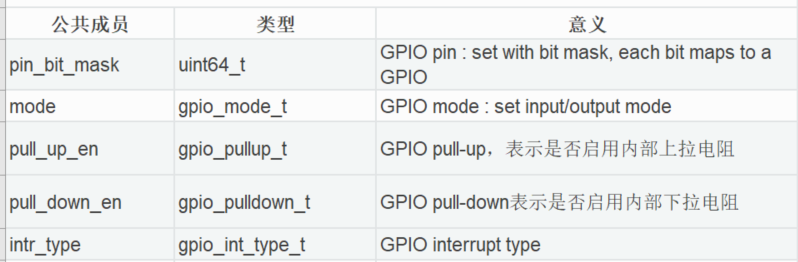 公共成员 类型 意义
pin_bit_mask uint64_t GPIO pin : set with bit mask, each bit maps to a
GPIO
mode gpio_mode_t GPIO mode : set input/output mode
pull_up_en gpio_pullup_t GPIO pull-up，表示是否启用内部上拉电阻
pull_down_en gpio_pulldown_t GPIO pull-down表示是否启用内部下拉电阻
intr_type gpio_int_type_t GPIO interrupt type